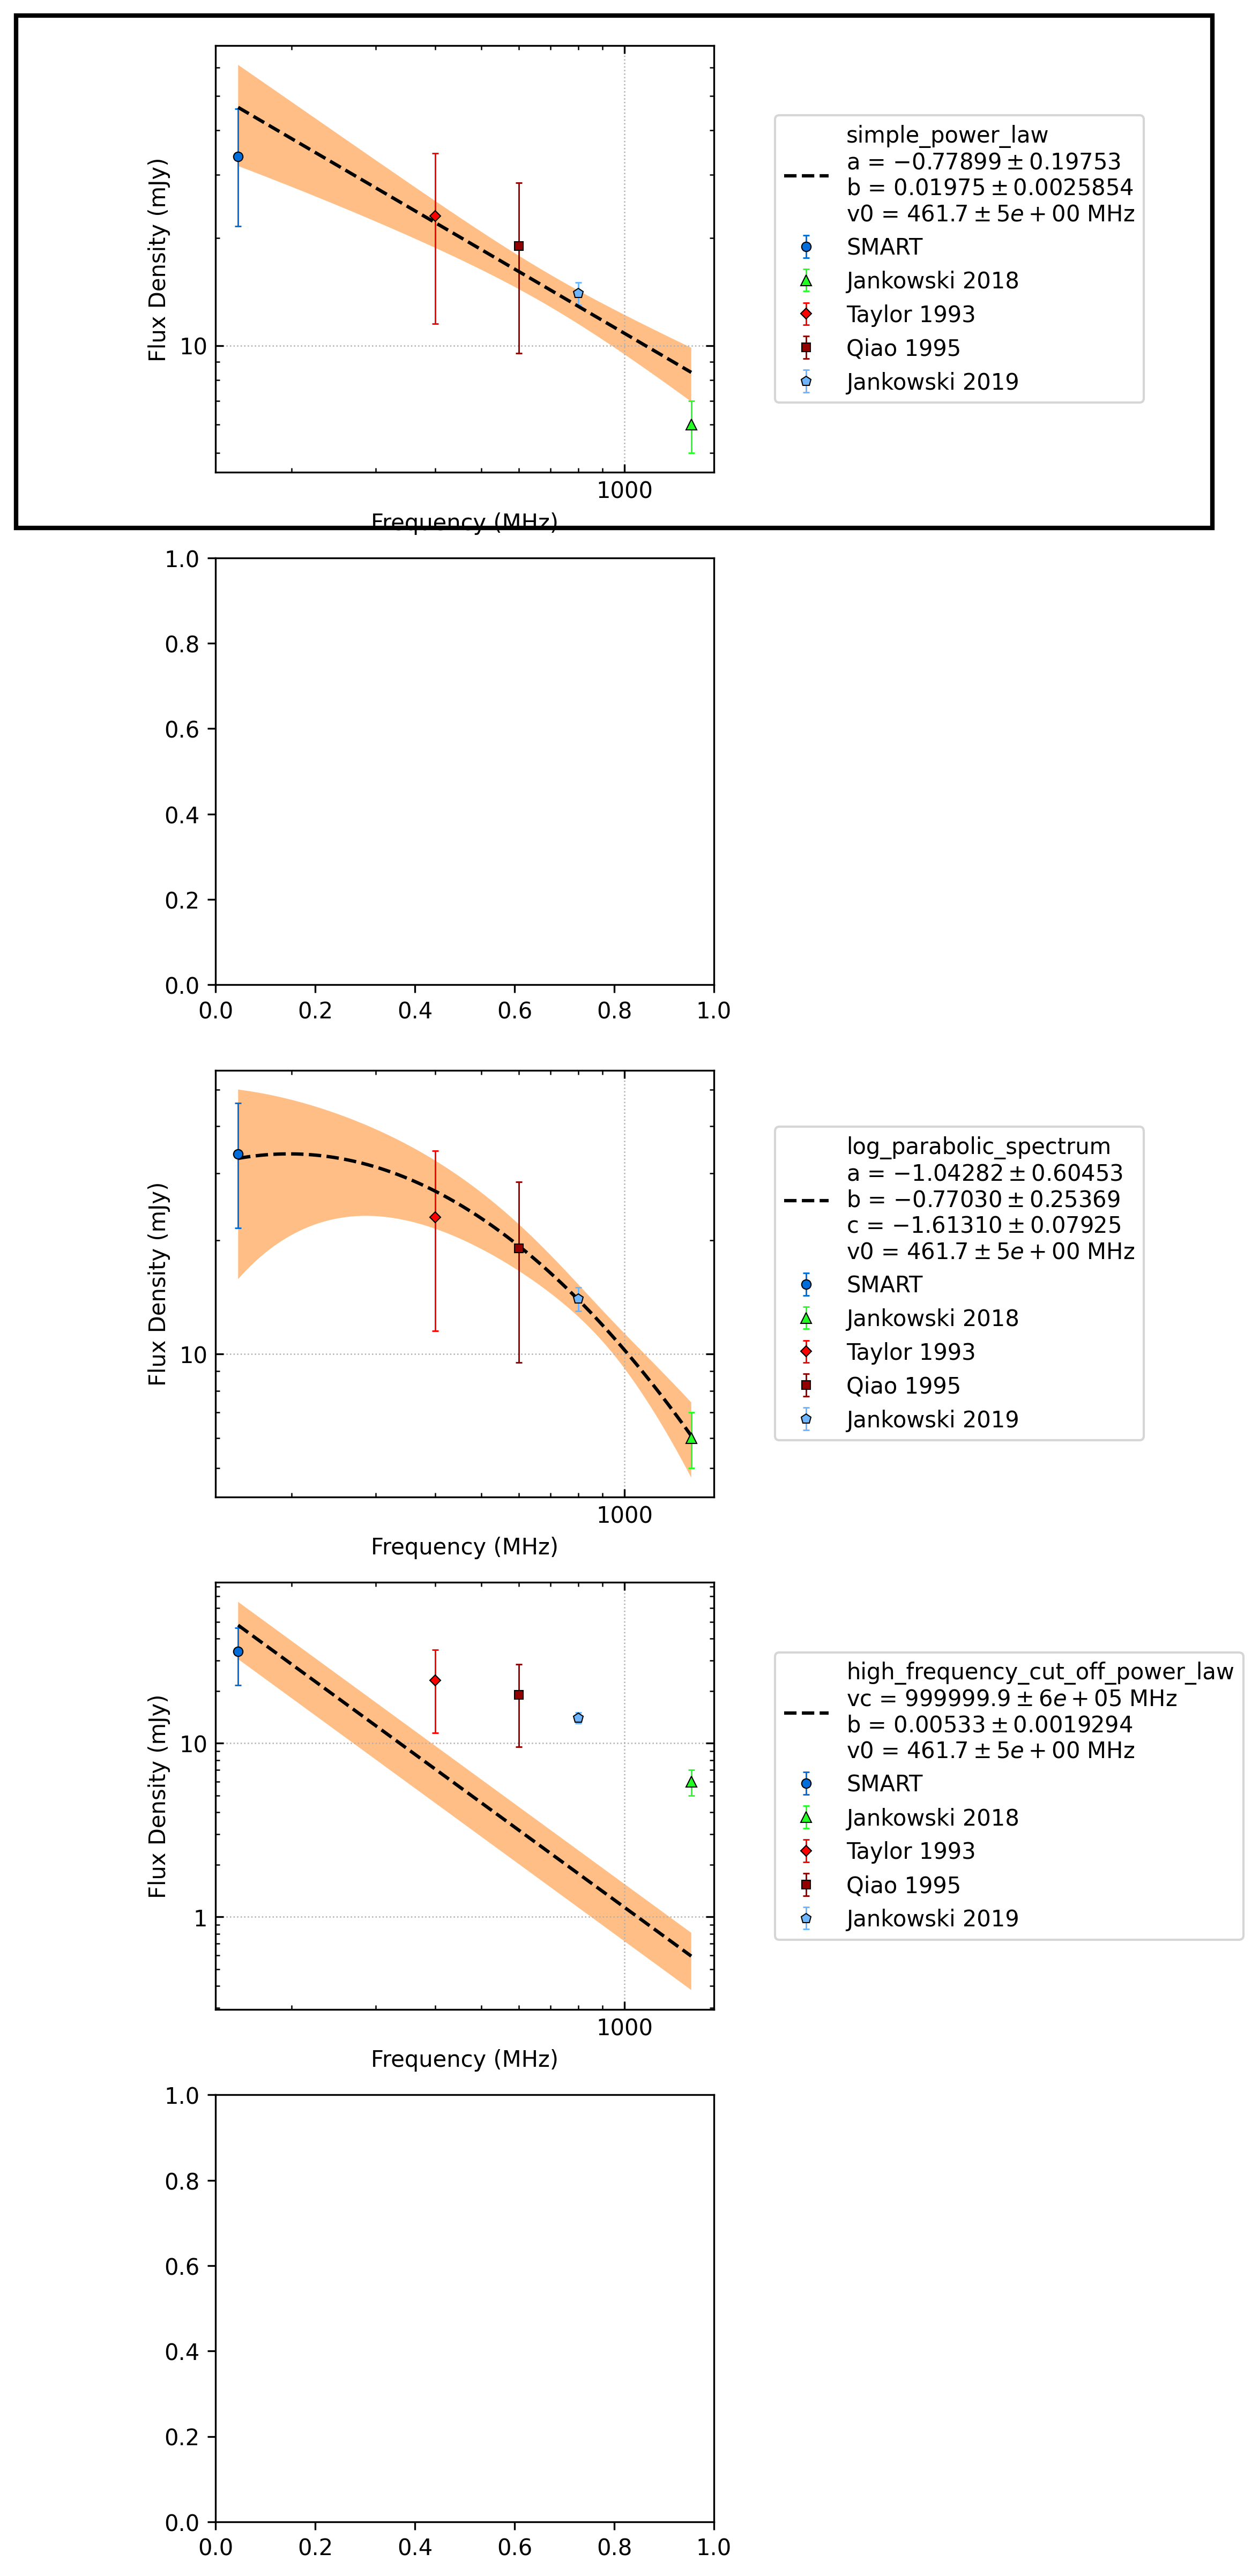 Flux Density (mJy)
10
1000
Frequency (MHz)
simple_power_law
a = −0.77899 ± 0.19753
b = 0.01975 ± 0.0025854
v0 = 461.7 ± 5e + 00 MHz
SMART
Jankowski 2018
Taylor 1993
Qiao 1995
Jankowski 2019
1.0
0.8
0.6
0.4
0.2
0.0
0.0 0.2 0.4 0.6 0.8 1.0
Flux Density (mJy)
10
1000
Frequency (MHz)
log_parabolic_spectrum
a = −1.04282 ± 0.60453
b = −0.77030 ± 0.25369
c = −1.61310 ± 0.07925
v0 = 461.7 ± 5e + 00 MHz
SMART
Jankowski 2018
Taylor 1993
Qiao 1995
Jankowski 2019
Flux Density (mJy)
10
1
1000
Frequency (MHz)
high_frequency_cut_off_power_law
vc = 999999.9 ± 6e + 05 MHz
b = 0.00533 ± 0.0019294
v0 = 461.7 ± 5e + 00 MHz
SMART
Jankowski 2018
Taylor 1993
Qiao 1995
Jankowski 2019
1.0
0.8
0.6
0.4
0.2
0.0
0.0 0.2 0.4 0.6 0.8 1.0